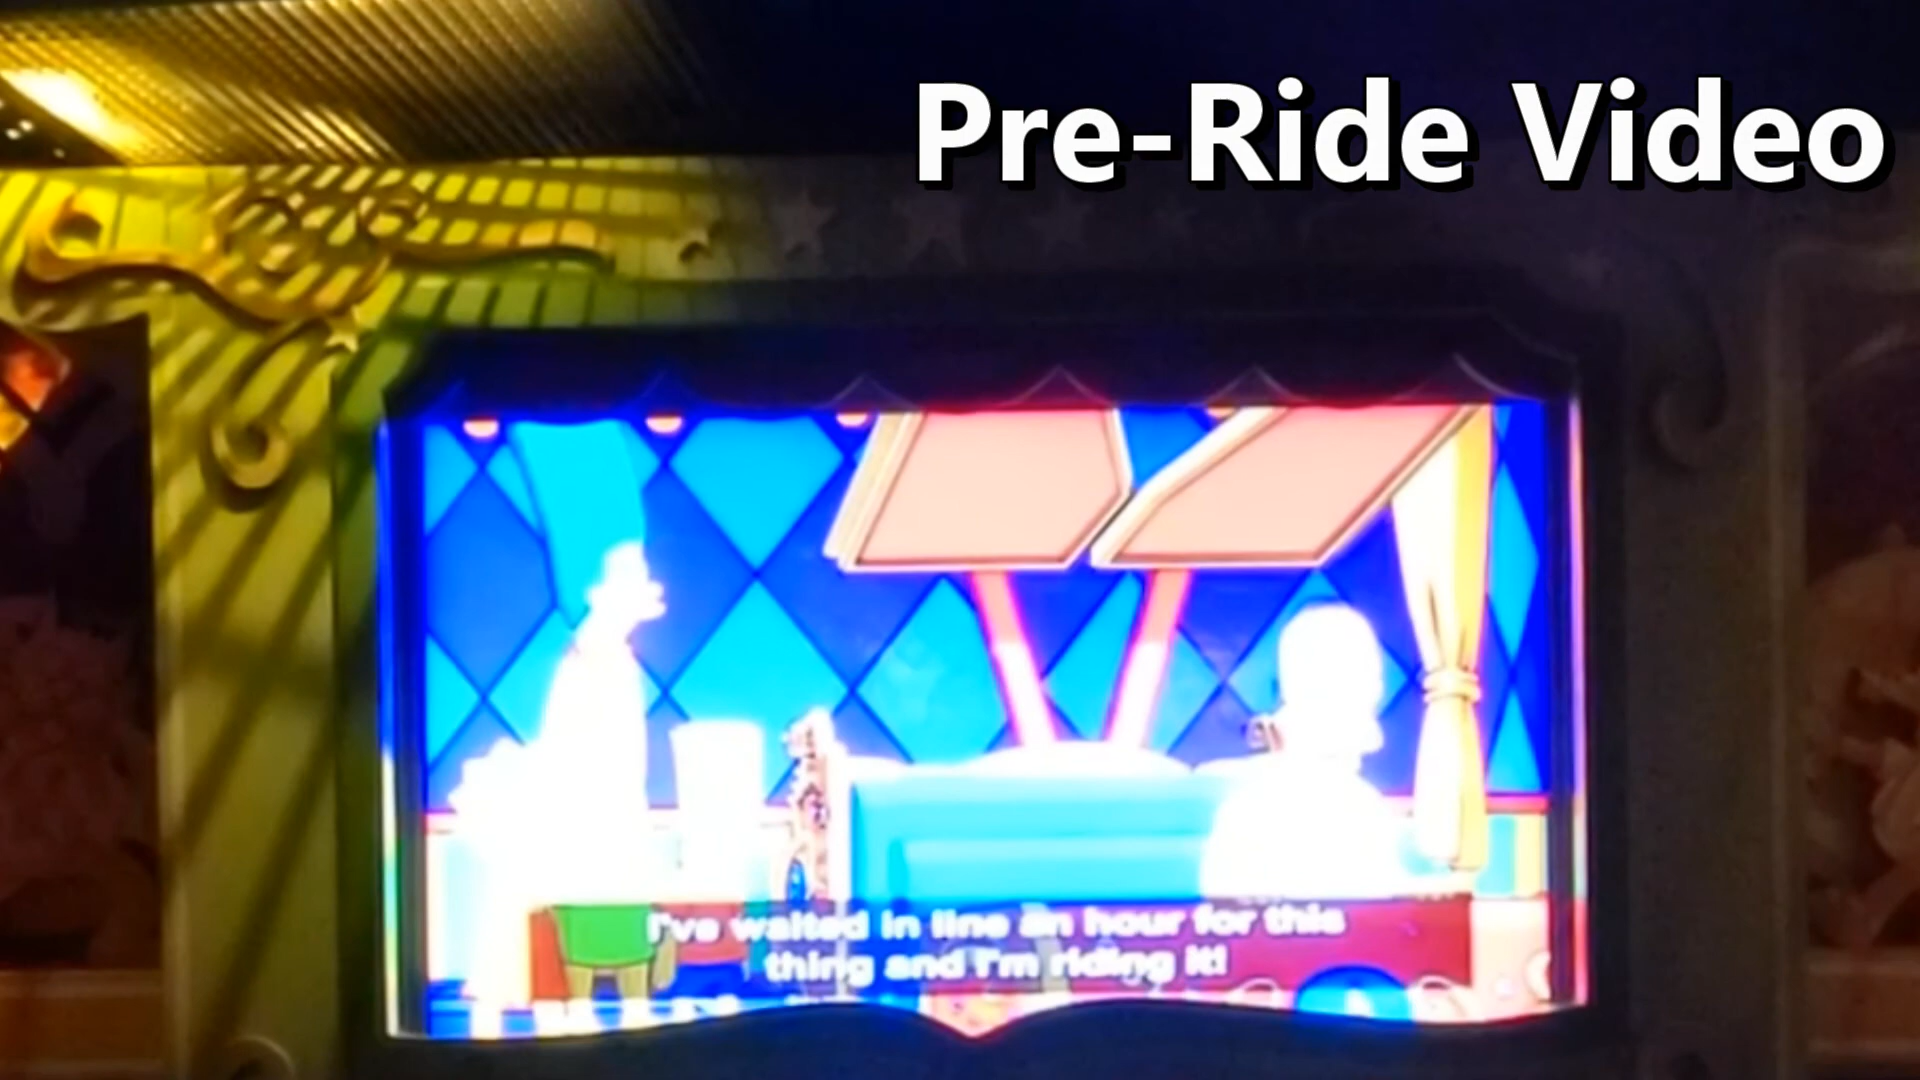 Pre-Ride Video
I've waited in line an hour for this
thing and I'm riding it!